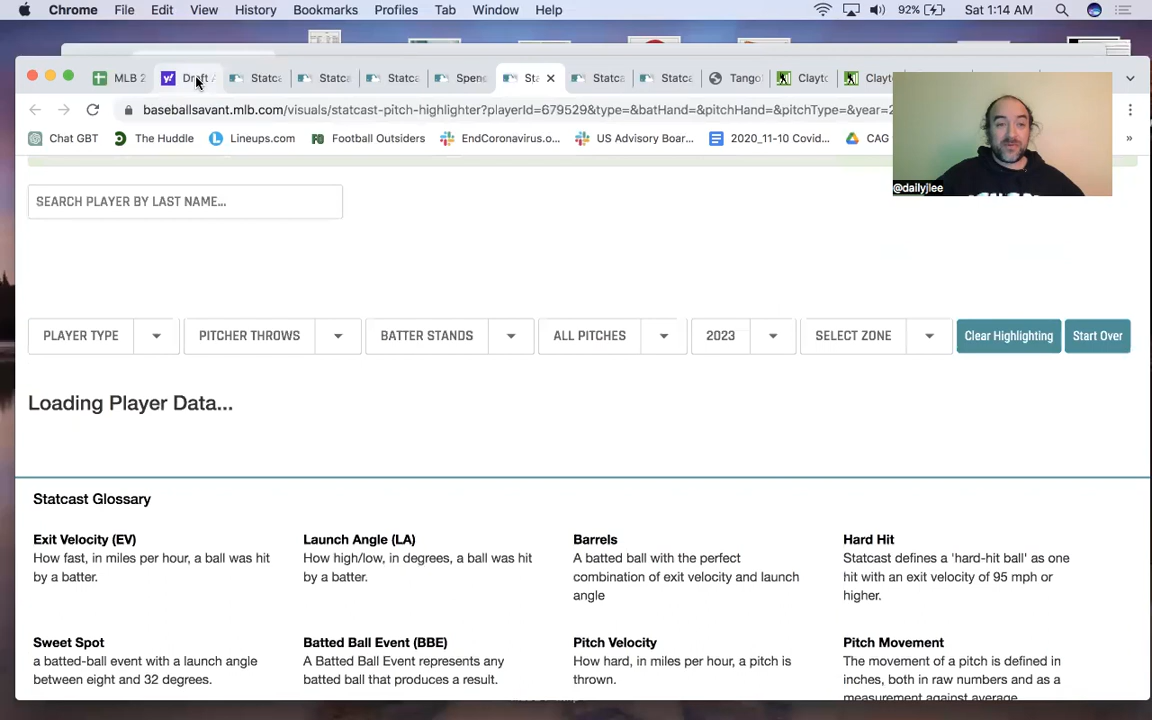 Chrome File Edit View History Bookmarks Profiles Tab Window Help 92% Sat 1:14 AM
MLB 2 Draft Statca Statca Statca Spenc Sta Statca Statca Tango Clayto Clayto
baseballsavant.mlb.com/visuals/statcast-pitch-highlighter?playerId=679529&type=&batHand=&pitchHand=&pitchType=&year=2
Chat GBT The Huddle Lineups.com Football Outsiders EndCoronavirus.o... US Advisory Boar... 2020_11-10 Covid... CAG »
@dailyjlee
SEARCH PLAYER BY LAST NAME...
PLAYER TYPE PITCHER THROWS BATTER STANDS ALL PITCHES 2023 SELECT ZONE Clear Highlighting Start Over
Loading Player Data...
Statcast Glossary
Exit Velocity (EV)
How fast, in miles per hour, a ball was hit
by a batter.
Launch Angle (LA)
How high/low, in degrees, a ball was hit
by a batter.
Barrels
A batted ball with the perfect
combination of exit velocity and launch
angle
Hard Hit
Statcast defines a 'hard-hit ball' as one
hit with an exit velocity of 95 mph or
higher.
Sweet Spot
a batted-ball event with a launch angle
between eight and 32 degrees.
Batted Ball Event (BBE)
A Batted Ball Event represents any
batted ball that produces a result.
Pitch Velocity
How hard, in miles per hour, a pitch is
thrown.
Pitch Movement
The movement of a pitch is defined in
inches, both in raw numbers and as a
measurement against average.